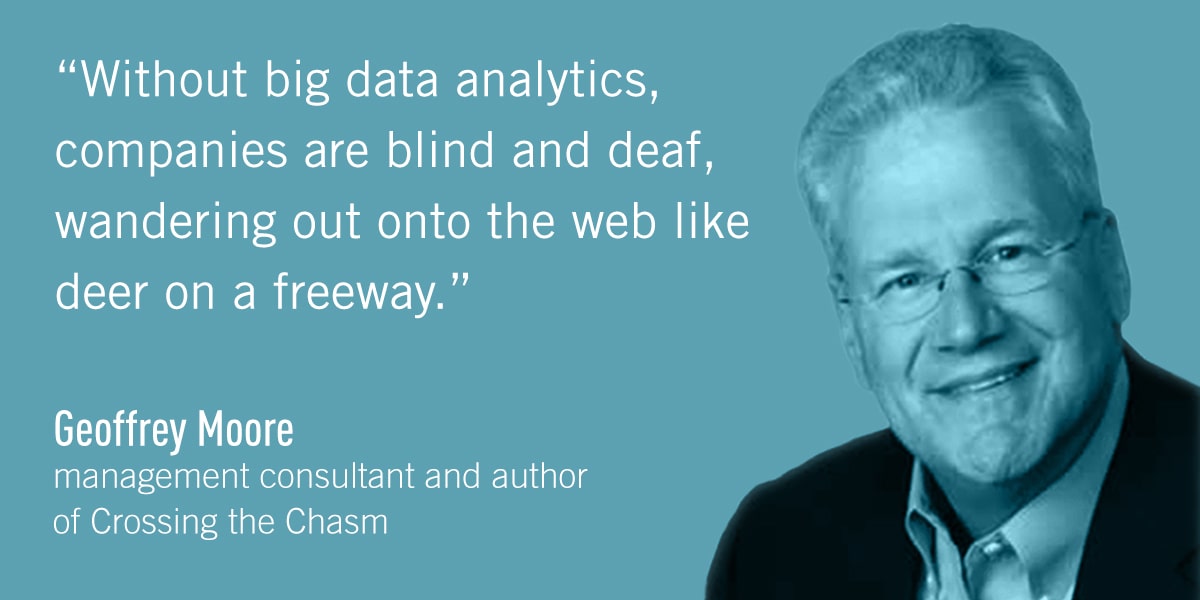 “Without big data analytics,
companies are blind and deaf,
wandering out onto the web like
deer on a freeway.”
Geoffrey Moore
management consultant and author
of Crossing the Chasm